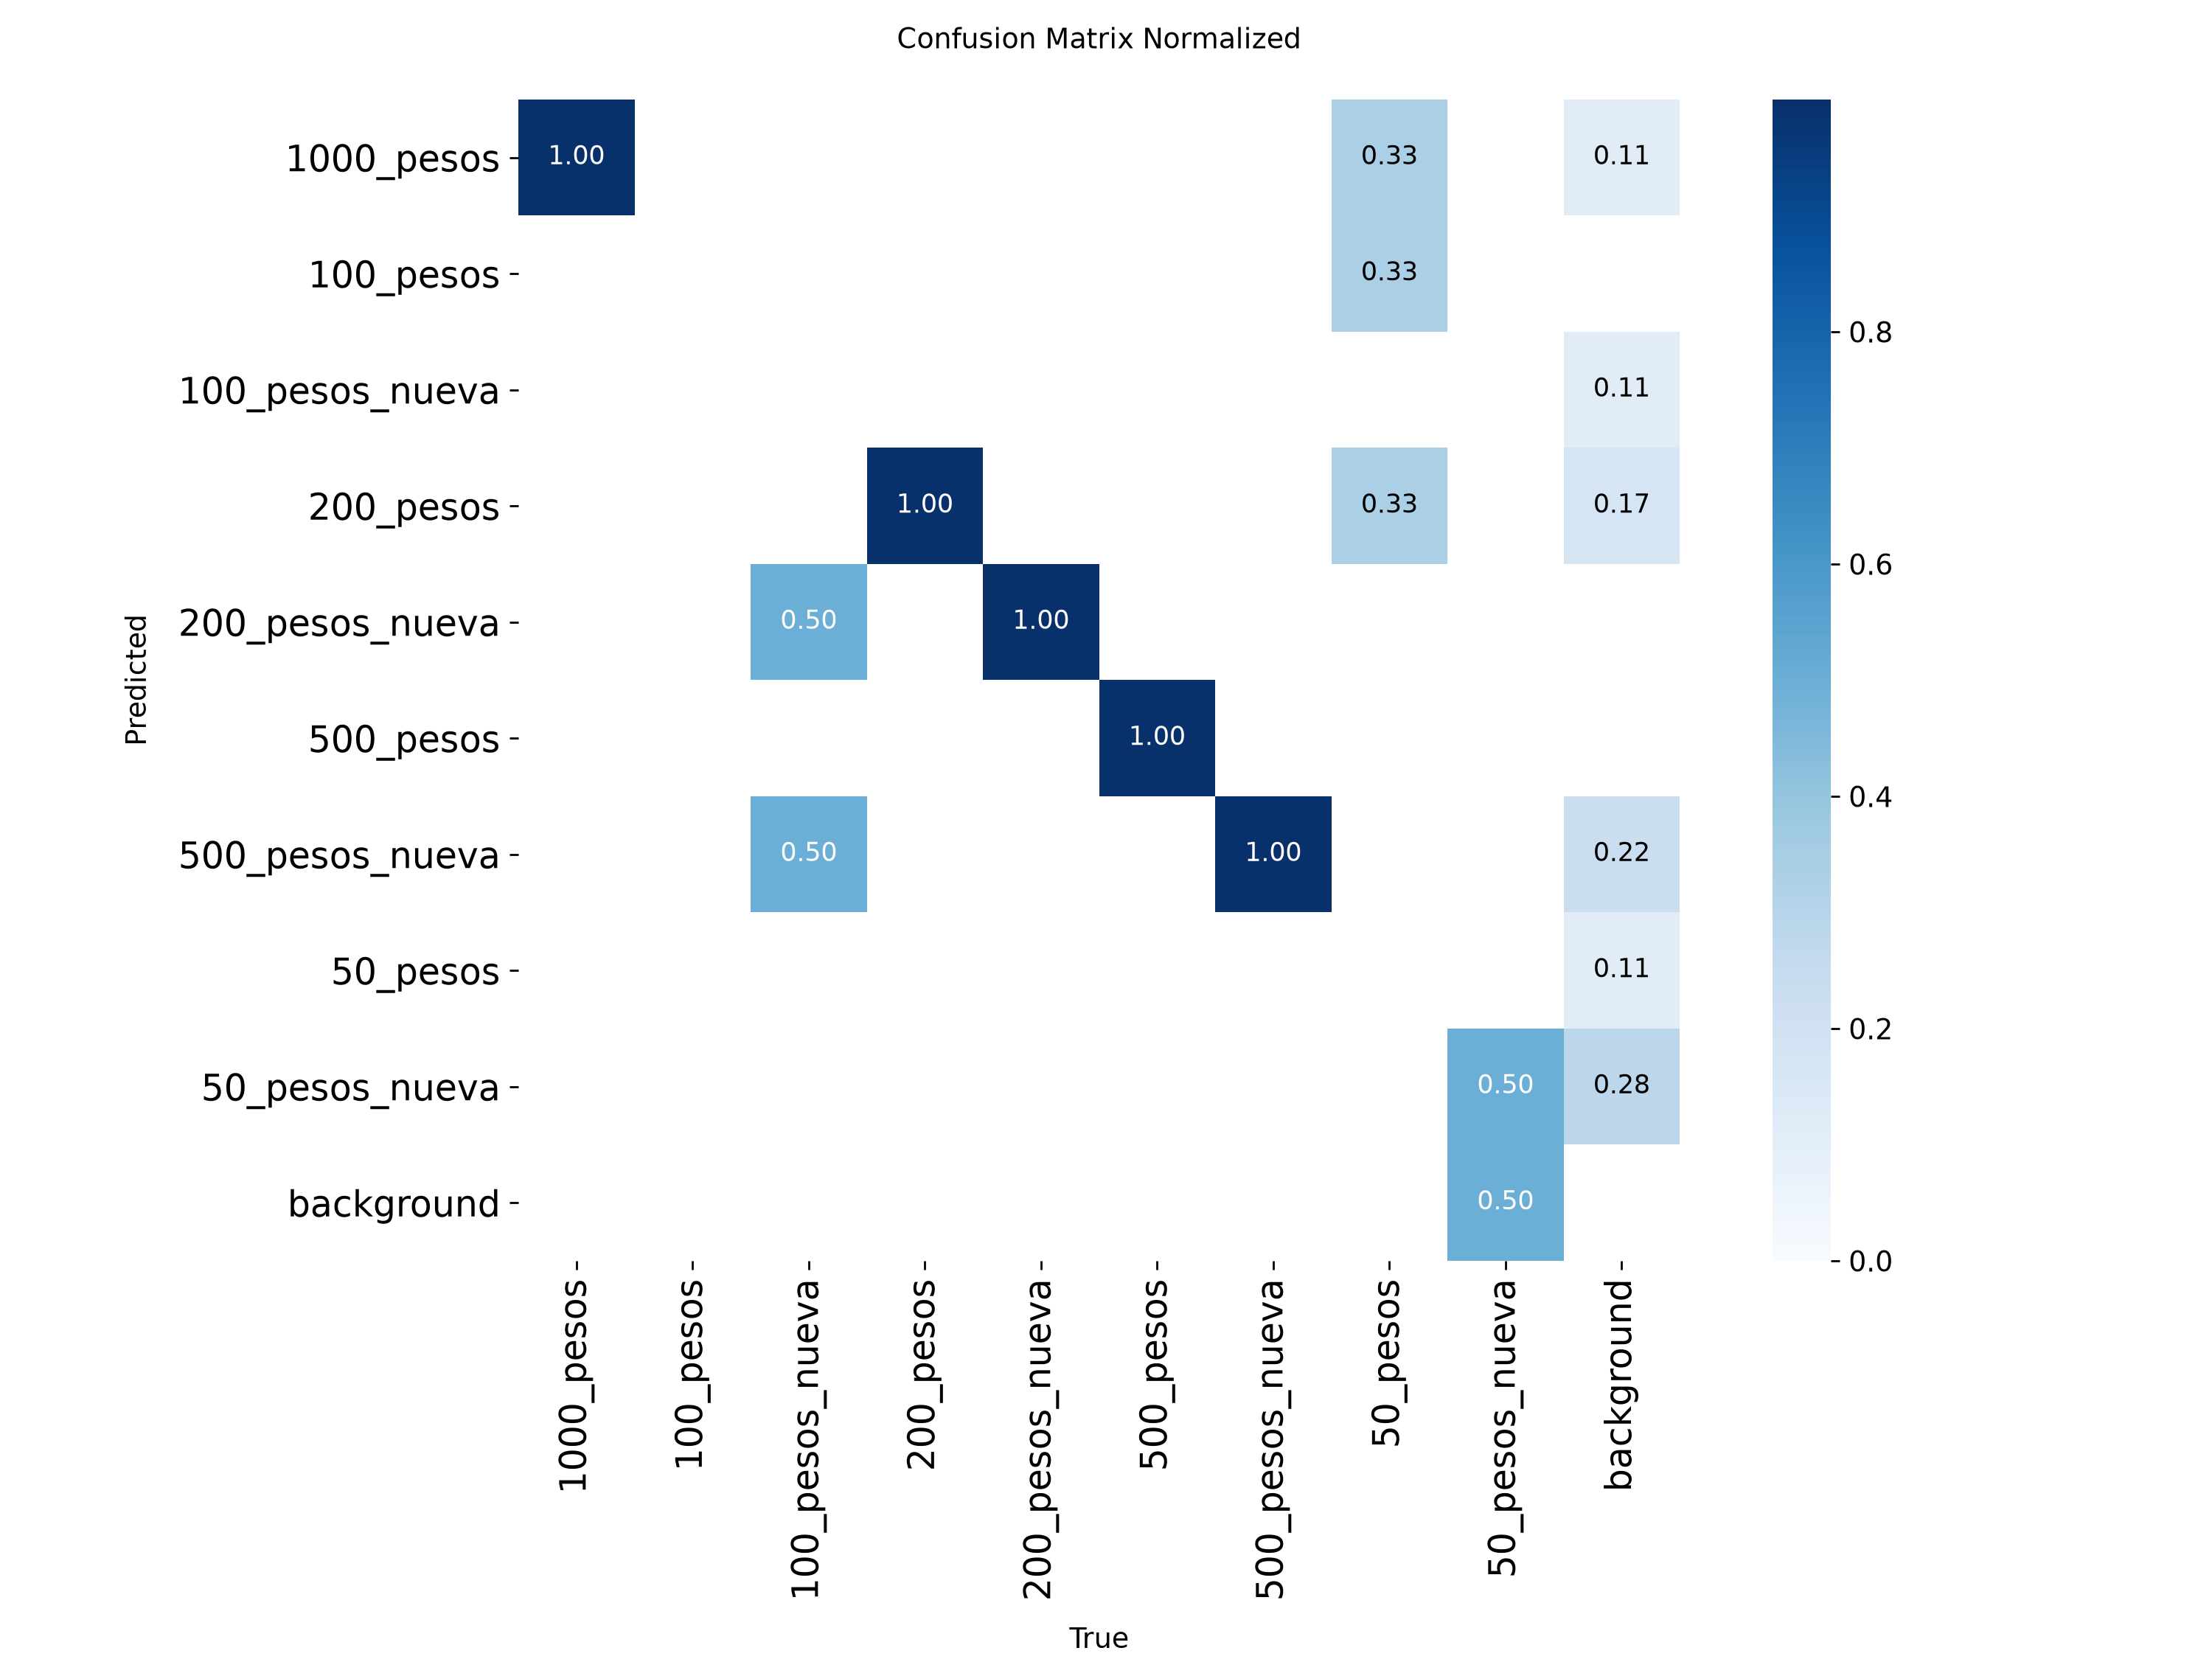 Confusion Matrix Normalized
1000_pesos
1.00
0.33
0.11
100_pesos
0.33
100_pesos_nueva
0.11
200_pesos
1.00
0.33
0.17
200_pesos_nueva
0.50
1.00
500_pesos
1.00
500_pesos_nueva
0.50
1.00
0.22
50_pesos
0.11
50_pesos_nueva
0.50
0.28
background
0.50
Predicted
1000_pesos
100_pesos
100_pesos_nueva
200_pesos
200_pesos_nueva
500_pesos
500_pesos_nueva
50_pesos
50_pesos_nueva
background
True
0.8
0.6
0.4
0.2
0.0